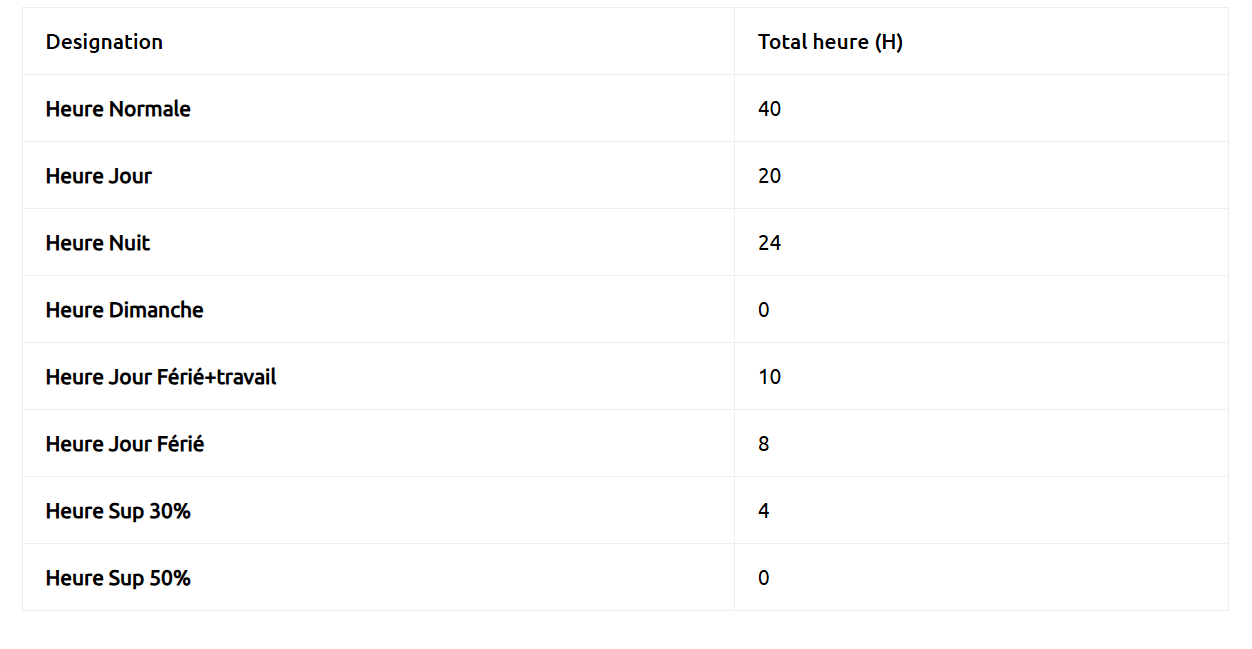 Designation Total heure (H)
Heure Normale 40
Heure Jour 20
Heure Nuit 24
Heure Dimanche 0
Heure Jour Férié+travail 10
Heure Jour Férié 8
Heure Sup 30% 4
Heure Sup 50% 0